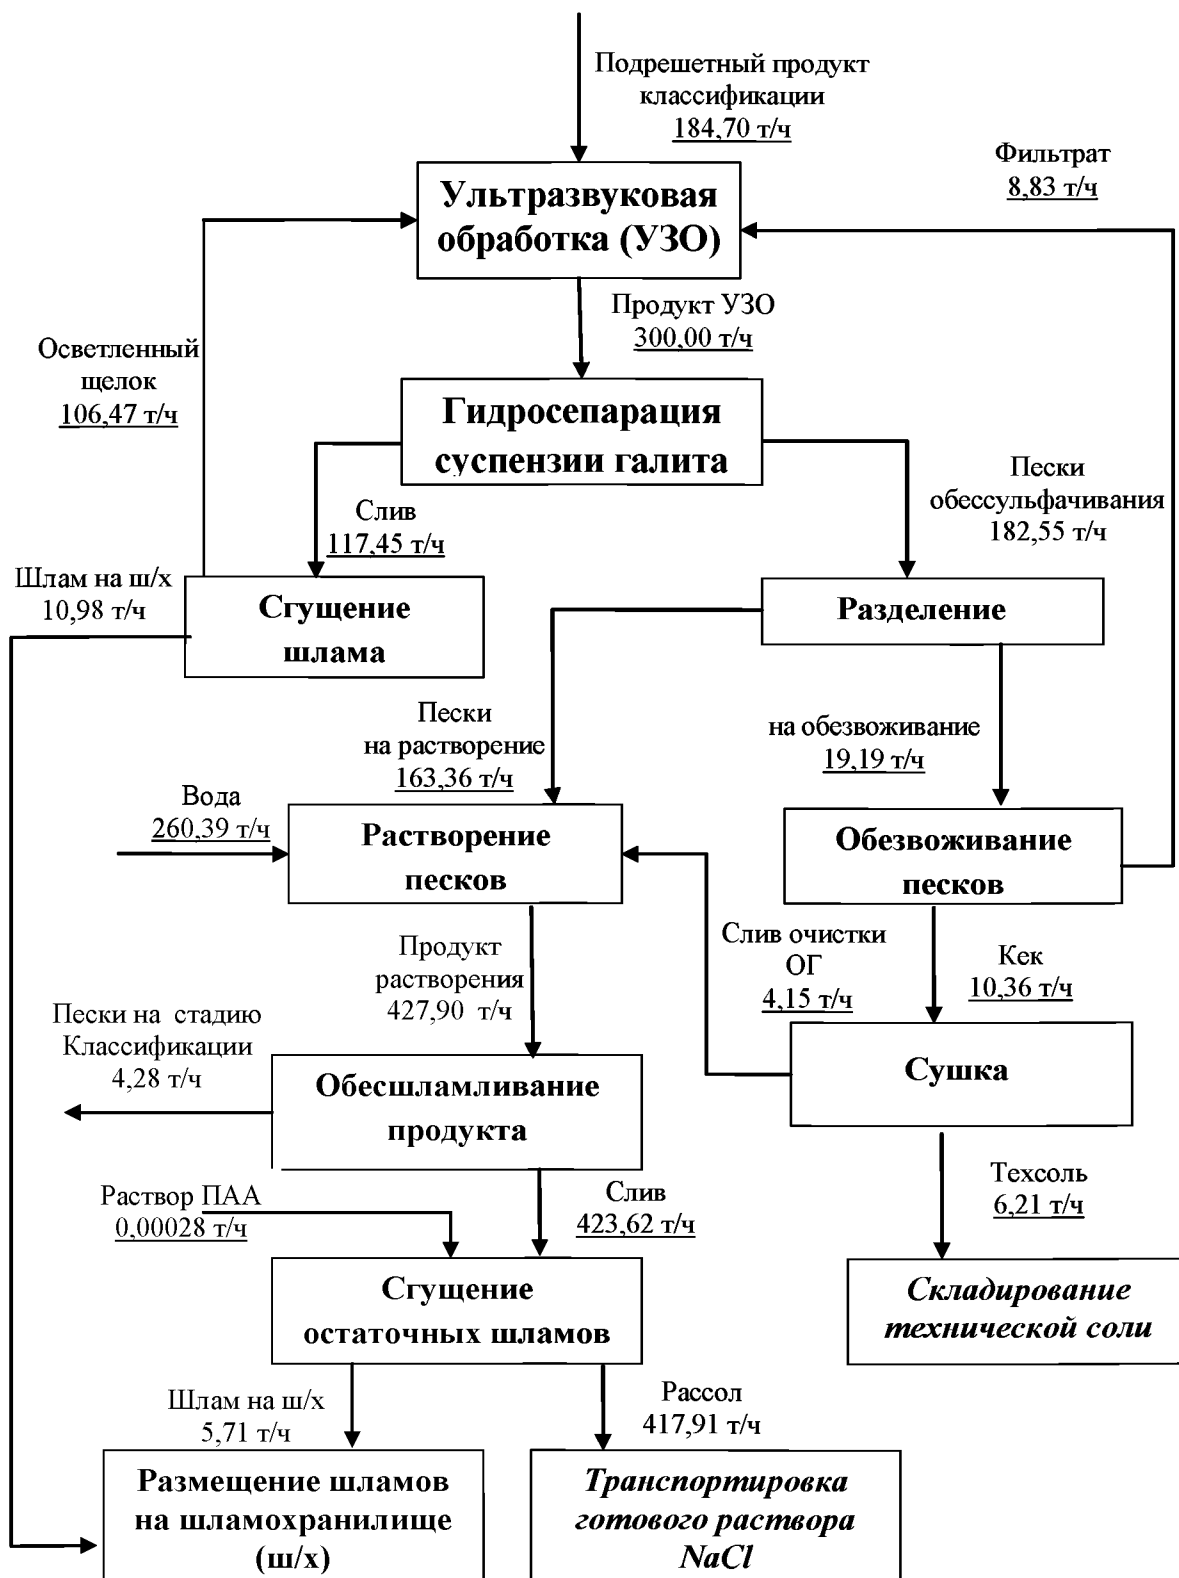 Подрешетный продукт
классификации
184,70 т/ч
Фильтрат
8,83 т/ч
Ультразвуковая
обработка (УЗО)
Продукт УЗО
300,00 т/ч
Осветленный
щелок
106,47 т/ч
Гидросепарация
суспензии галита
Пески
обессульфачивания
182,55 т/ч
Слив
117,45 т/ч
Шлам на ш/х
10,98 т/ч
Сгущение
шлама
Разделение
Пески
на растворение
163,36 т/ч
на обезвоживание
19,19 т/ч
Вода
260,39 т/ч
Растворение
песков
Обезвоживание
песков
Продукт
растворения
427,90 т/ч
Слив очистки
ОГ
4,15 т/ч
Кек
10,36 т/ч
Пески на стадию
Классификации
4,28 т/ч
Обесшламливание
продукта
Сушка
Раствор ПАА
0,00028 т/ч
Слив
423,62 т/ч
Техсоль
6,21 т/ч
Сгущение
остаточных шламов
Складирование
технической соли
Шлам на ш/х
5,71 т/ч
Рассол
417,91 т/ч
Размещение шламов
на шламохранилище
(ш/х)
Транспортировка
готового раствора
NaCl